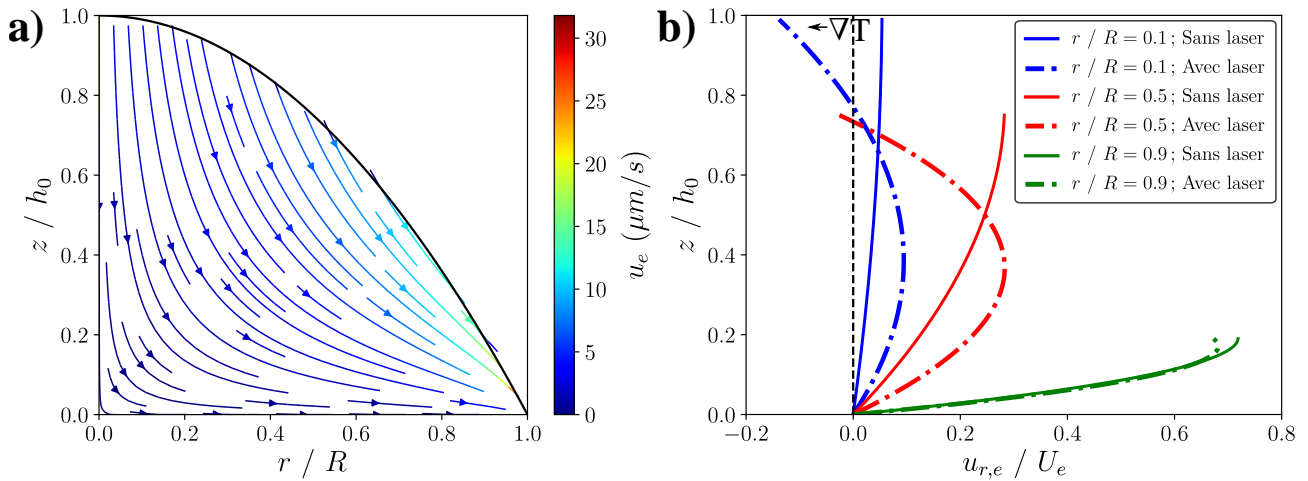 a)
1.0
0.8
0.6
0.4
0.2
0.0
z / h0
0.0 0.2 0.4 0.6 0.8 1.0
r / R
30
25
20
15
10
5
0
u_e (μm/s)
b)
1.0
0.8
0.6
0.4
0.2
0.0
z / h_0
∇T
r / R = 0.1 ; Sans laser
r / R = 0.1 ; Avec laser
r / R = 0.5 ; Sans laser
r / R = 0.5 ; Avec laser
r / R = 0.9 ; Sans laser
r / R = 0.9 ; Avec laser
−0.2 0.0 0.2 0.4 0.6 0.8
u_{r,e} / U_e